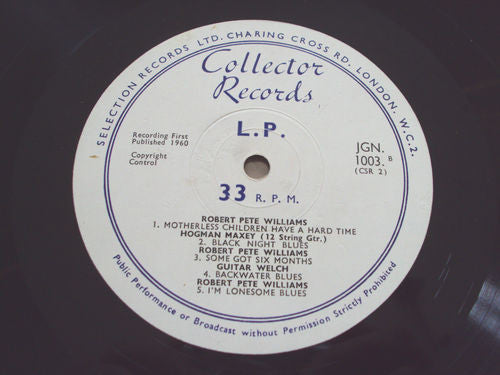 SELECTION RECORDS LTD. CHARING CROSS RD. LONDON. W.C.2.
Collector
Records
L.P.
Recording First
Published 1960
Copyright
Control
JGN.
1003. B
(CSR 2)
33 R. P. M.
ROBERT PETE WILLIAMS
1. MOTHERLESS CHILDREN HAVE A HARD TIME
HOGMAN MAXEY (12 String Gtr.)
2. BLACK NIGHT BLUES
ROBERT PETE WILLIAMS
3. SOME GOT SIX MONTHS
GUITAR WELCH
4. BACKWATER BLUES
ROBERT PETE WILLIAMS
5. I'M LONESOME BLUES
Public Performance or Broadcast without Permission Strictly Prohibited